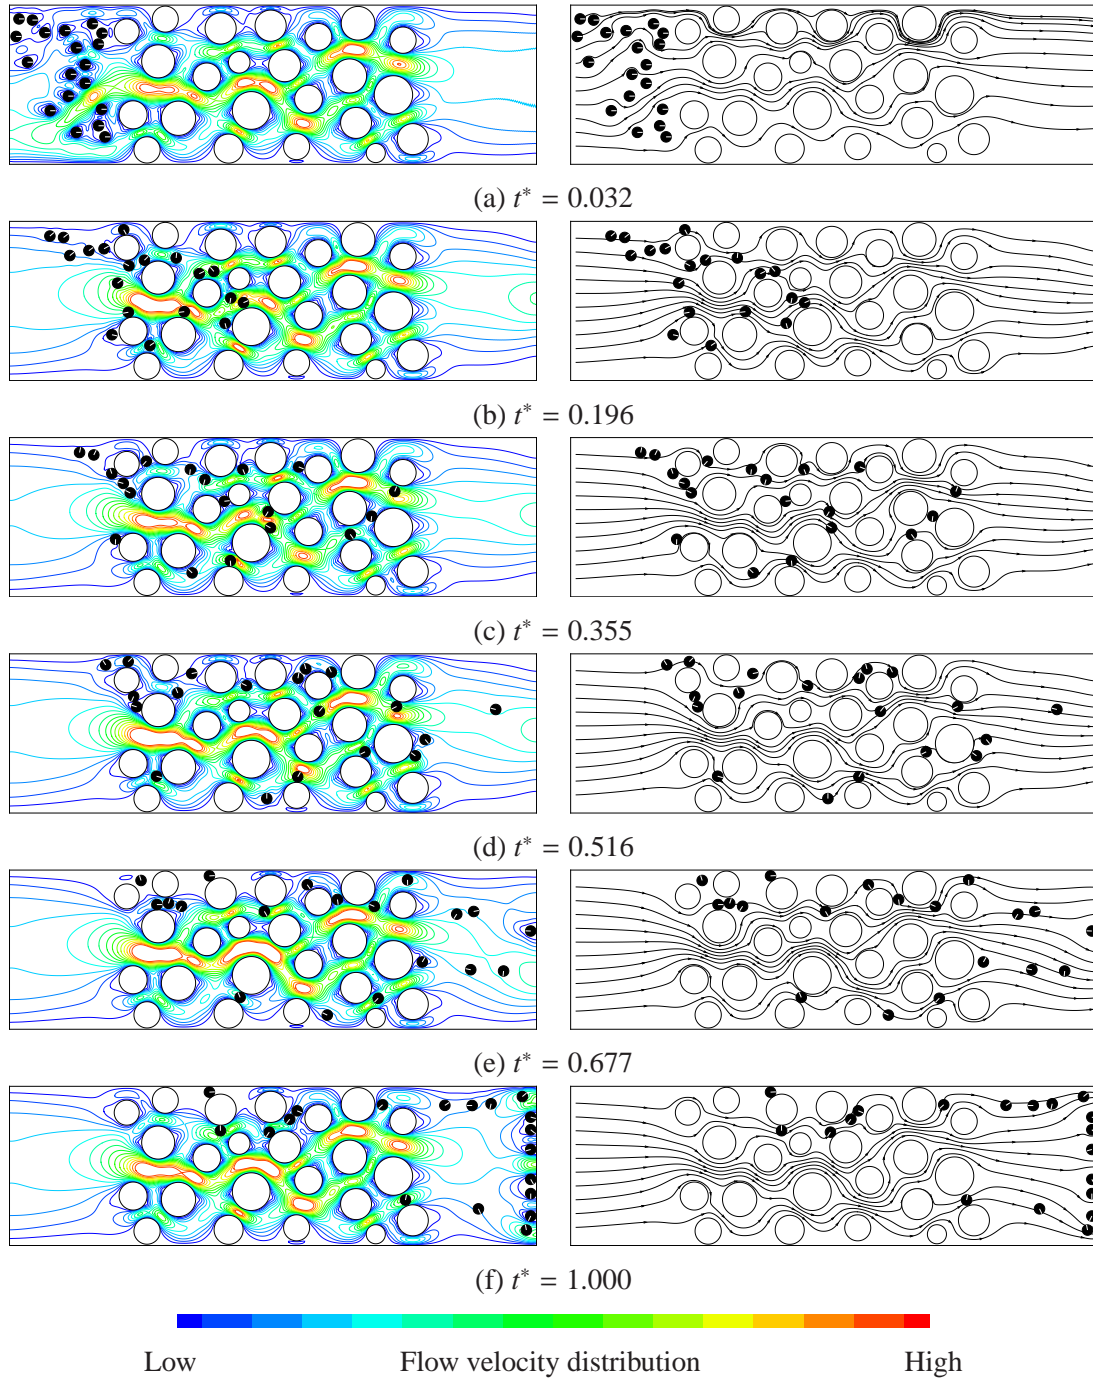 (a) t* = 0.032
(b) t* = 0.196
(c) t* = 0.355
(d) t* = 0.516
(e) t* = 0.677
(f) t* = 1.000
Low Flow velocity distribution High